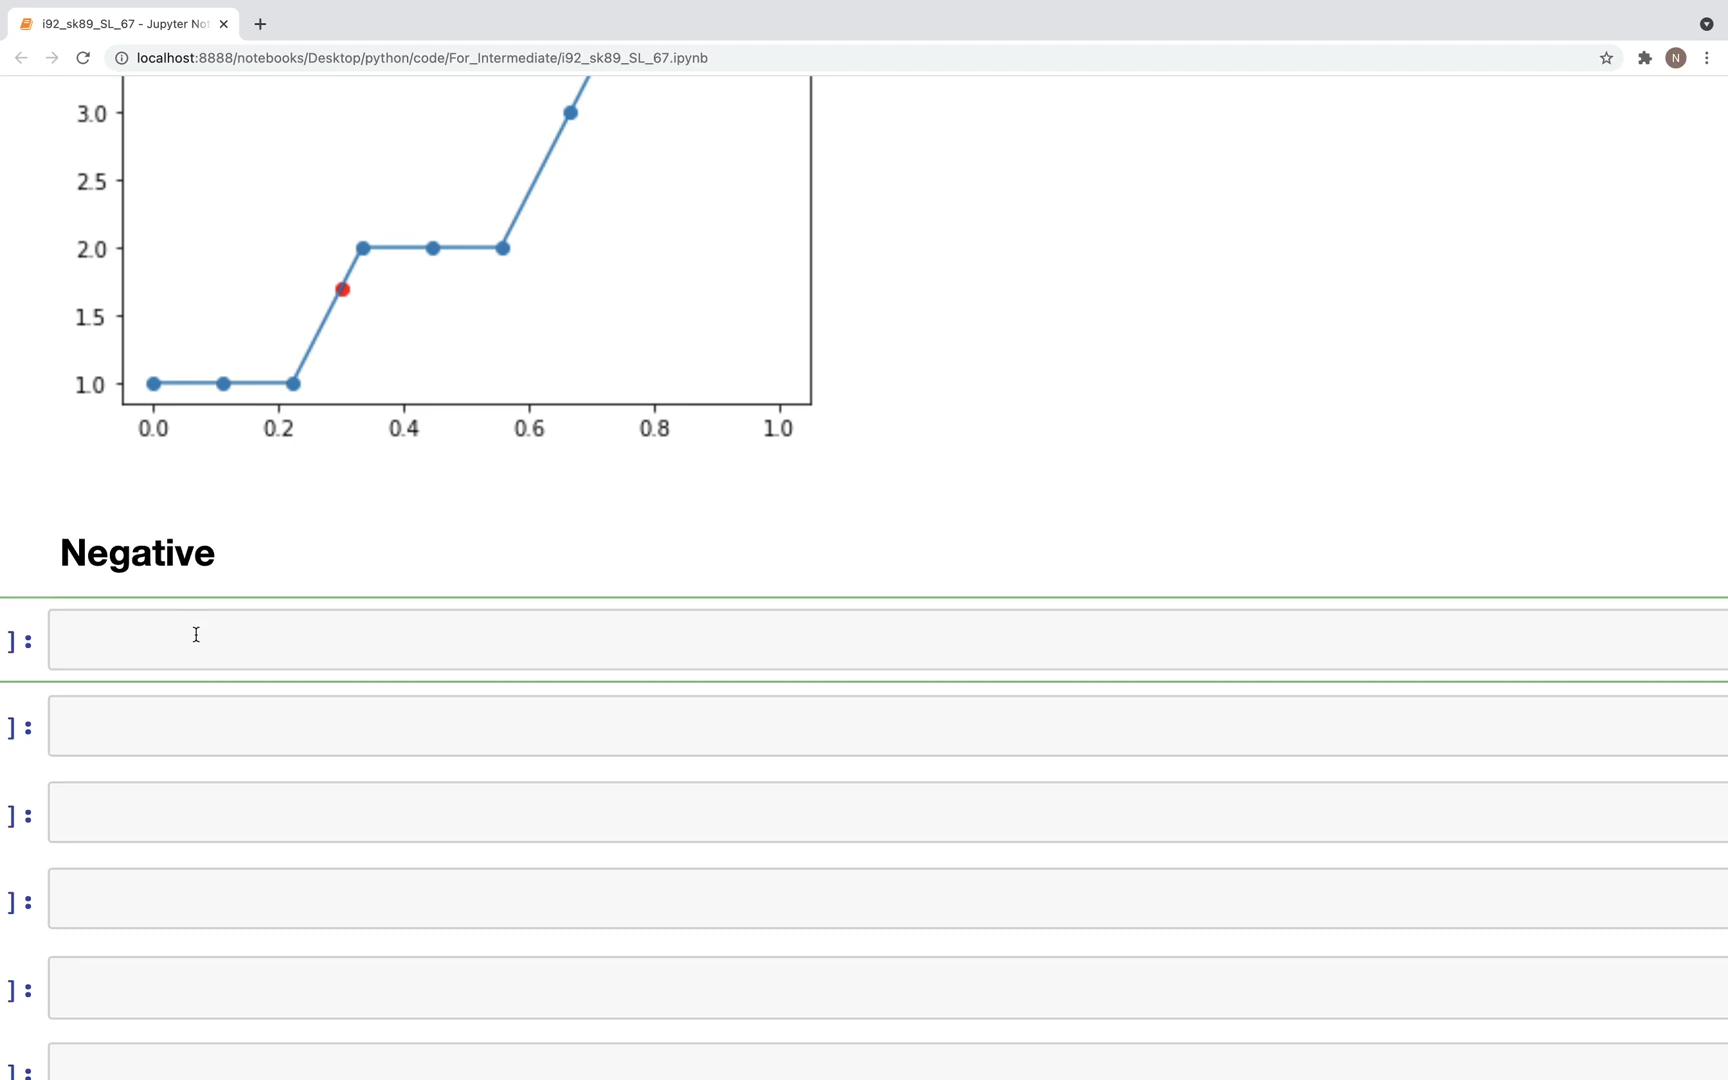 i92_sk89_SL_67 - Jupyter No
localhost:8888/notebooks/Desktop/python/code/For_Intermediate/i92_sk89_SL_67.ipynb
N
3.0
2.5
2.0
1.5
1.0
0.0 0.2 0.4 0.6 0.8 1.0
Negative
]:
]:
]:
]:
]:
]: